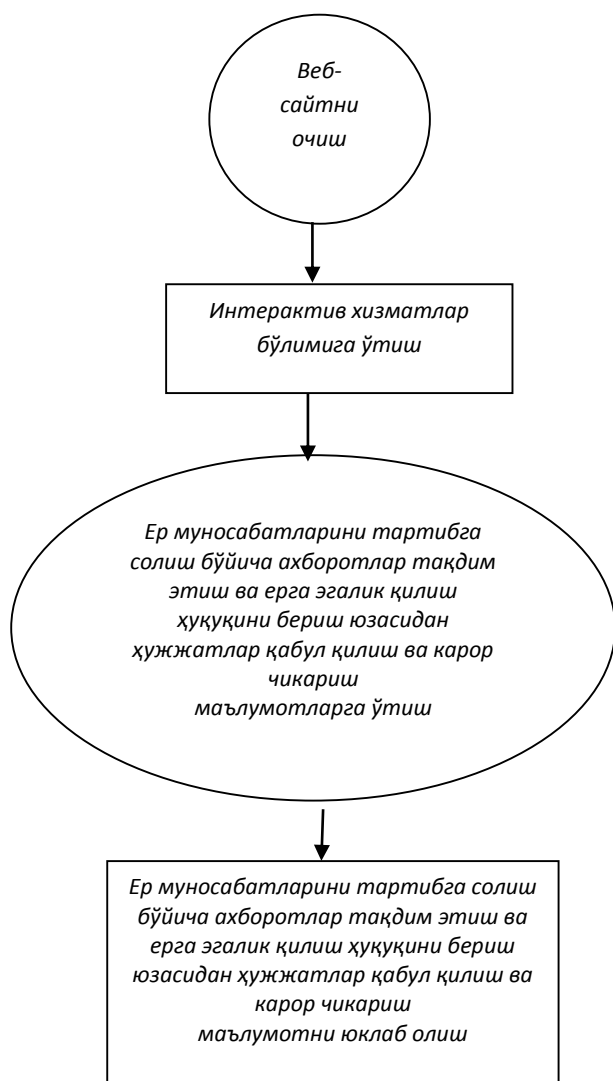 Веб-
сайтни
очиш
Интерактив хизматлар
бўлимига ўтиш
Ер муносабатларини тартибга
солиш бўйича ахборотлар тақдим
этиш ва ерга эгалик қилиш
ҳуқуқини бериш юзасидан
ҳужжатлар қабул қилиш ва карор
чикариш
маълумотларга ўтиш
Ер муносабатларини тартибга солиш
бўйича ахборотлар тақдим этиш ва
ерга эгалик қилиш ҳуқуқини бериш
юзасидан ҳужжатлар қабул қилиш ва
карор чикариш
маълумотни юклаб олиш